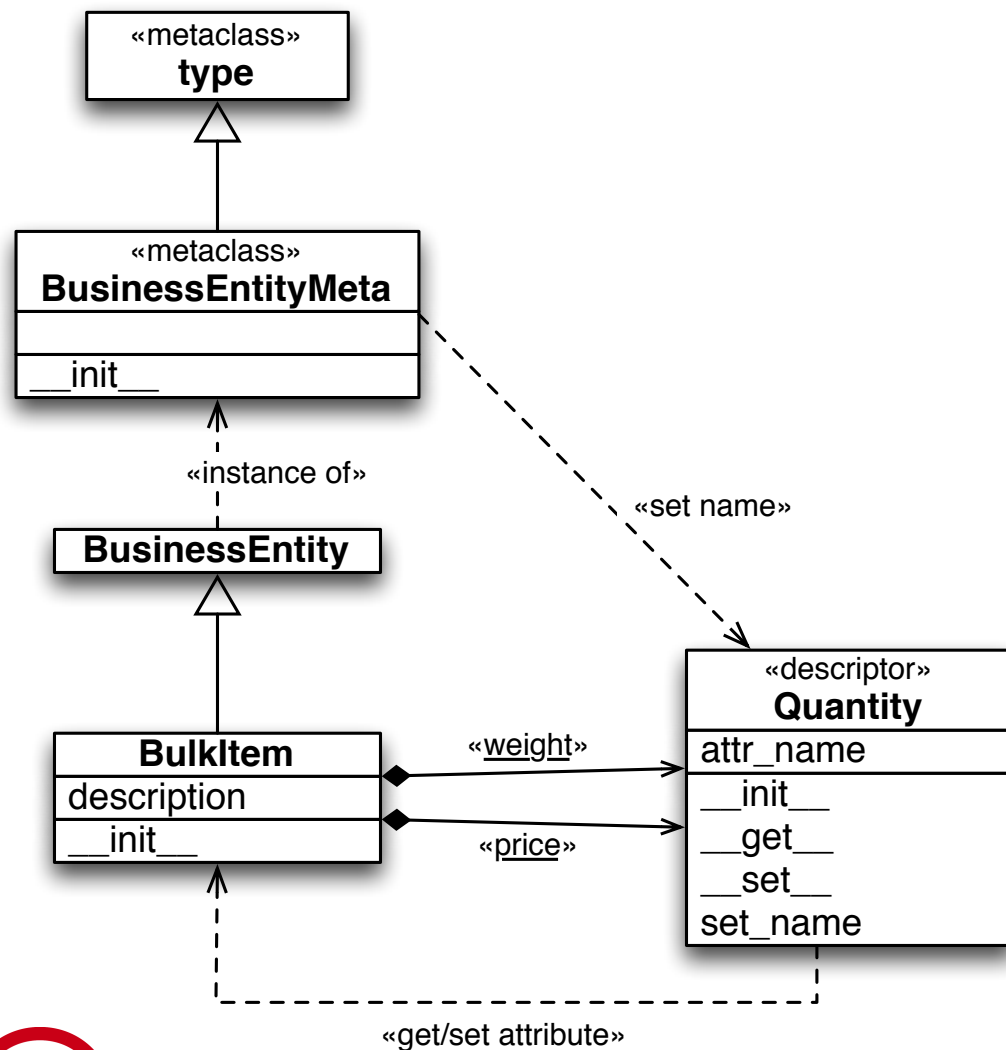 «metaclass»
type
«metaclass»
BusinessEntityMeta
__init__
«instance of»
«set name»
BusinessEntity
BulkItem
description
__init__
«weight»
«price»
«descriptor»
Quantity
attr_name
__init__
__get__
__set__
set_name
«get/set attribute»